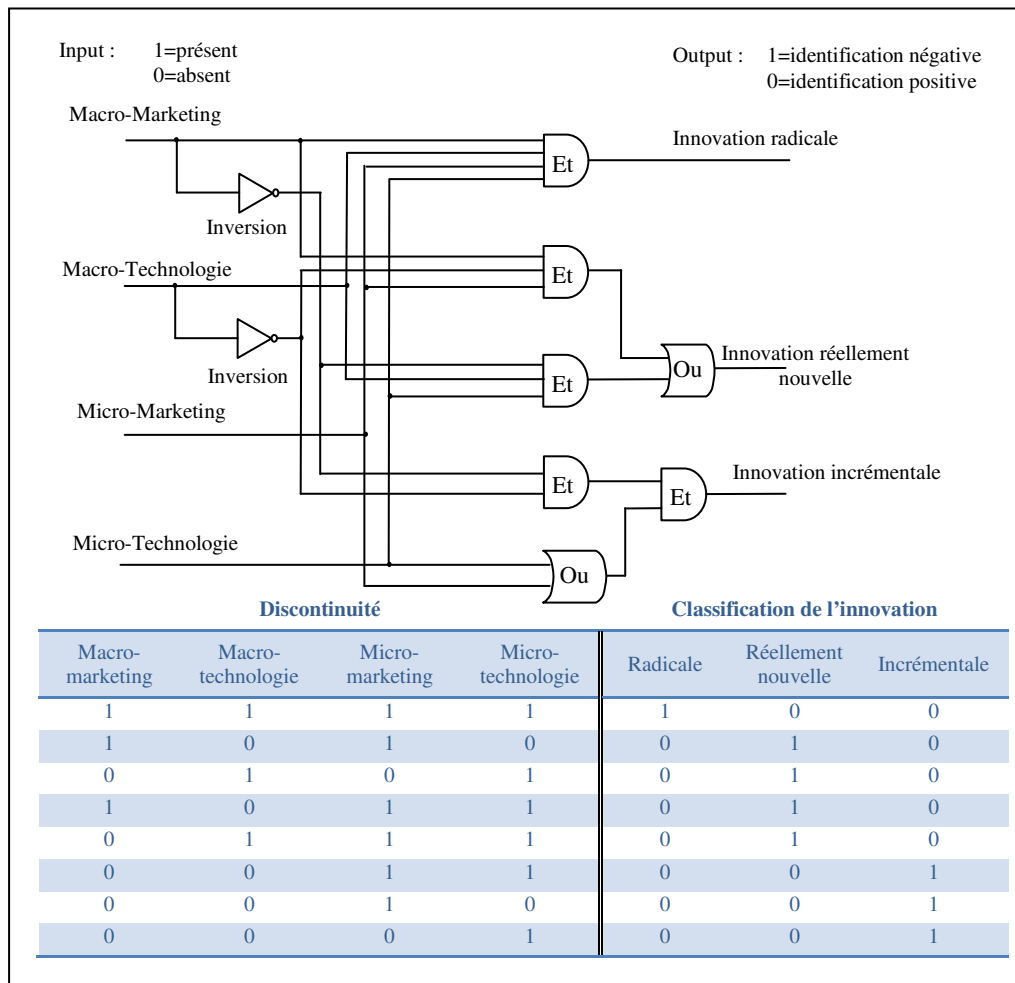 Input : 1=présent
0=absent
Output : 1=identification négative
0=identification positive
Macro-Marketing
Innovation radicale
Et
Inversion
Macro-Technologie
Et
Inversion
Et
Ou
Innovation réellement
nouvelle
Micro-Marketing
Et
Et
Innovation incrémentale
Micro-Technologie
Ou
Discontinuité Classification de l'innovation
Macro-
marketing
Macro-
technologie
Micro-
marketing
Micro-
technologie
Radicale
Réellement
nouvelle
Incrémentale
1 1 1 1 1 0 0
1 0 1 0 0 1 0
0 1 0 1 0 1 0
1 0 1 1 0 1 0
0 1 1 1 0 1 0
0 0 1 1 0 0 1
0 0 1 0 0 0 1
0 0 0 1 0 0 1